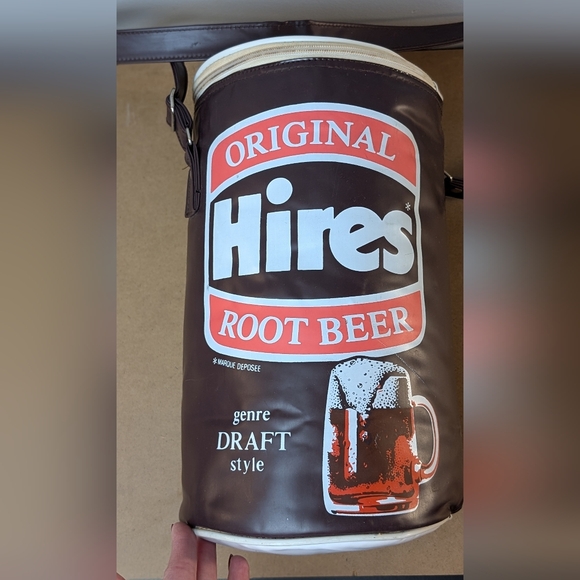 ORIGINAL
Hires*
ROOT BEER
* MARQUE DEPOSEE
genre
DRAFT
style